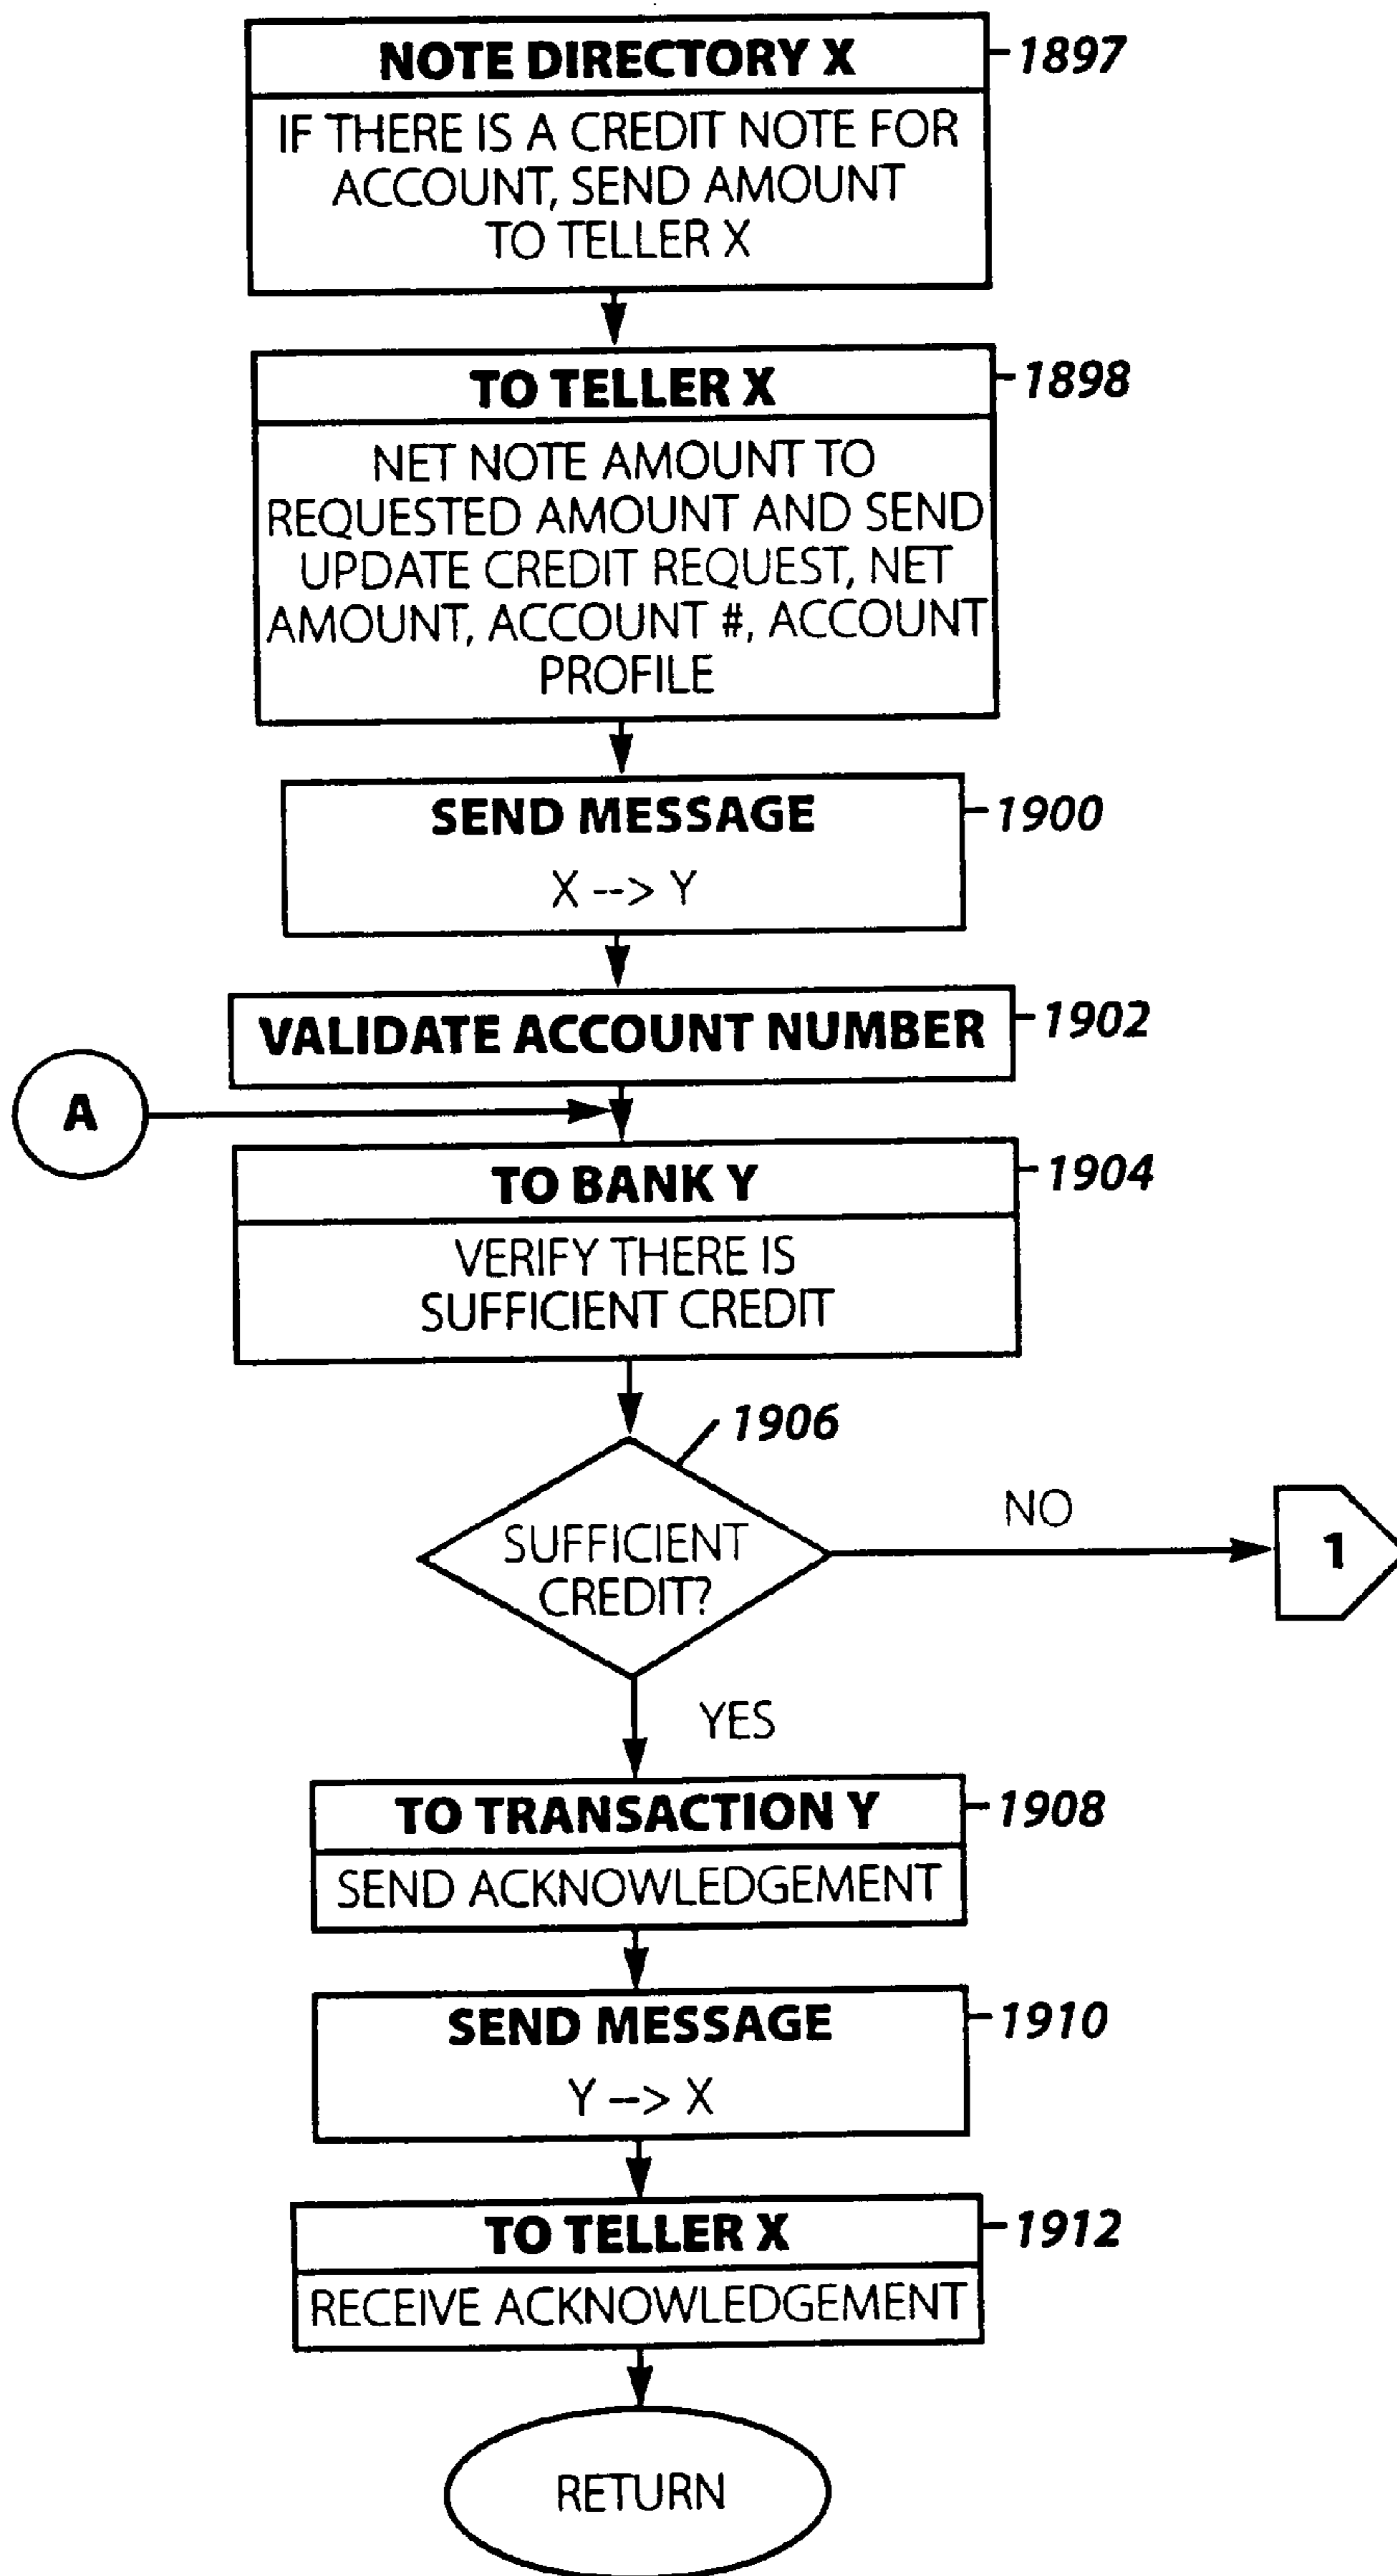 NOTE DIRECTORY X
1897
IF THERE IS A CREDIT NOTE FOR
ACCOUNT, SEND AMOUNT
TO TELLER X
TO TELLER X
1898
NET NOTE AMOUNT TO
REQUESTED AMOUNT AND SEND
UPDATE CREDIT REQUEST, NET
AMOUNT, ACCOUNT #, ACCOUNT
PROFILE
SEND MESSAGE
1900
X --> Y
VALIDATE ACCOUNT NUMBER
1902
A
TO BANK Y
1904
VERIFY THERE IS
SUFFICIENT CREDIT
1906
SUFFICIENT
CREDIT?
NO
1
YES
TO TRANSACTION Y
1908
SEND ACKNOWLEDGEMENT
SEND MESSAGE
1910
Y --> X
TO TELLER X
1912
RECEIVE ACKNOWLEDGEMENT
RETURN